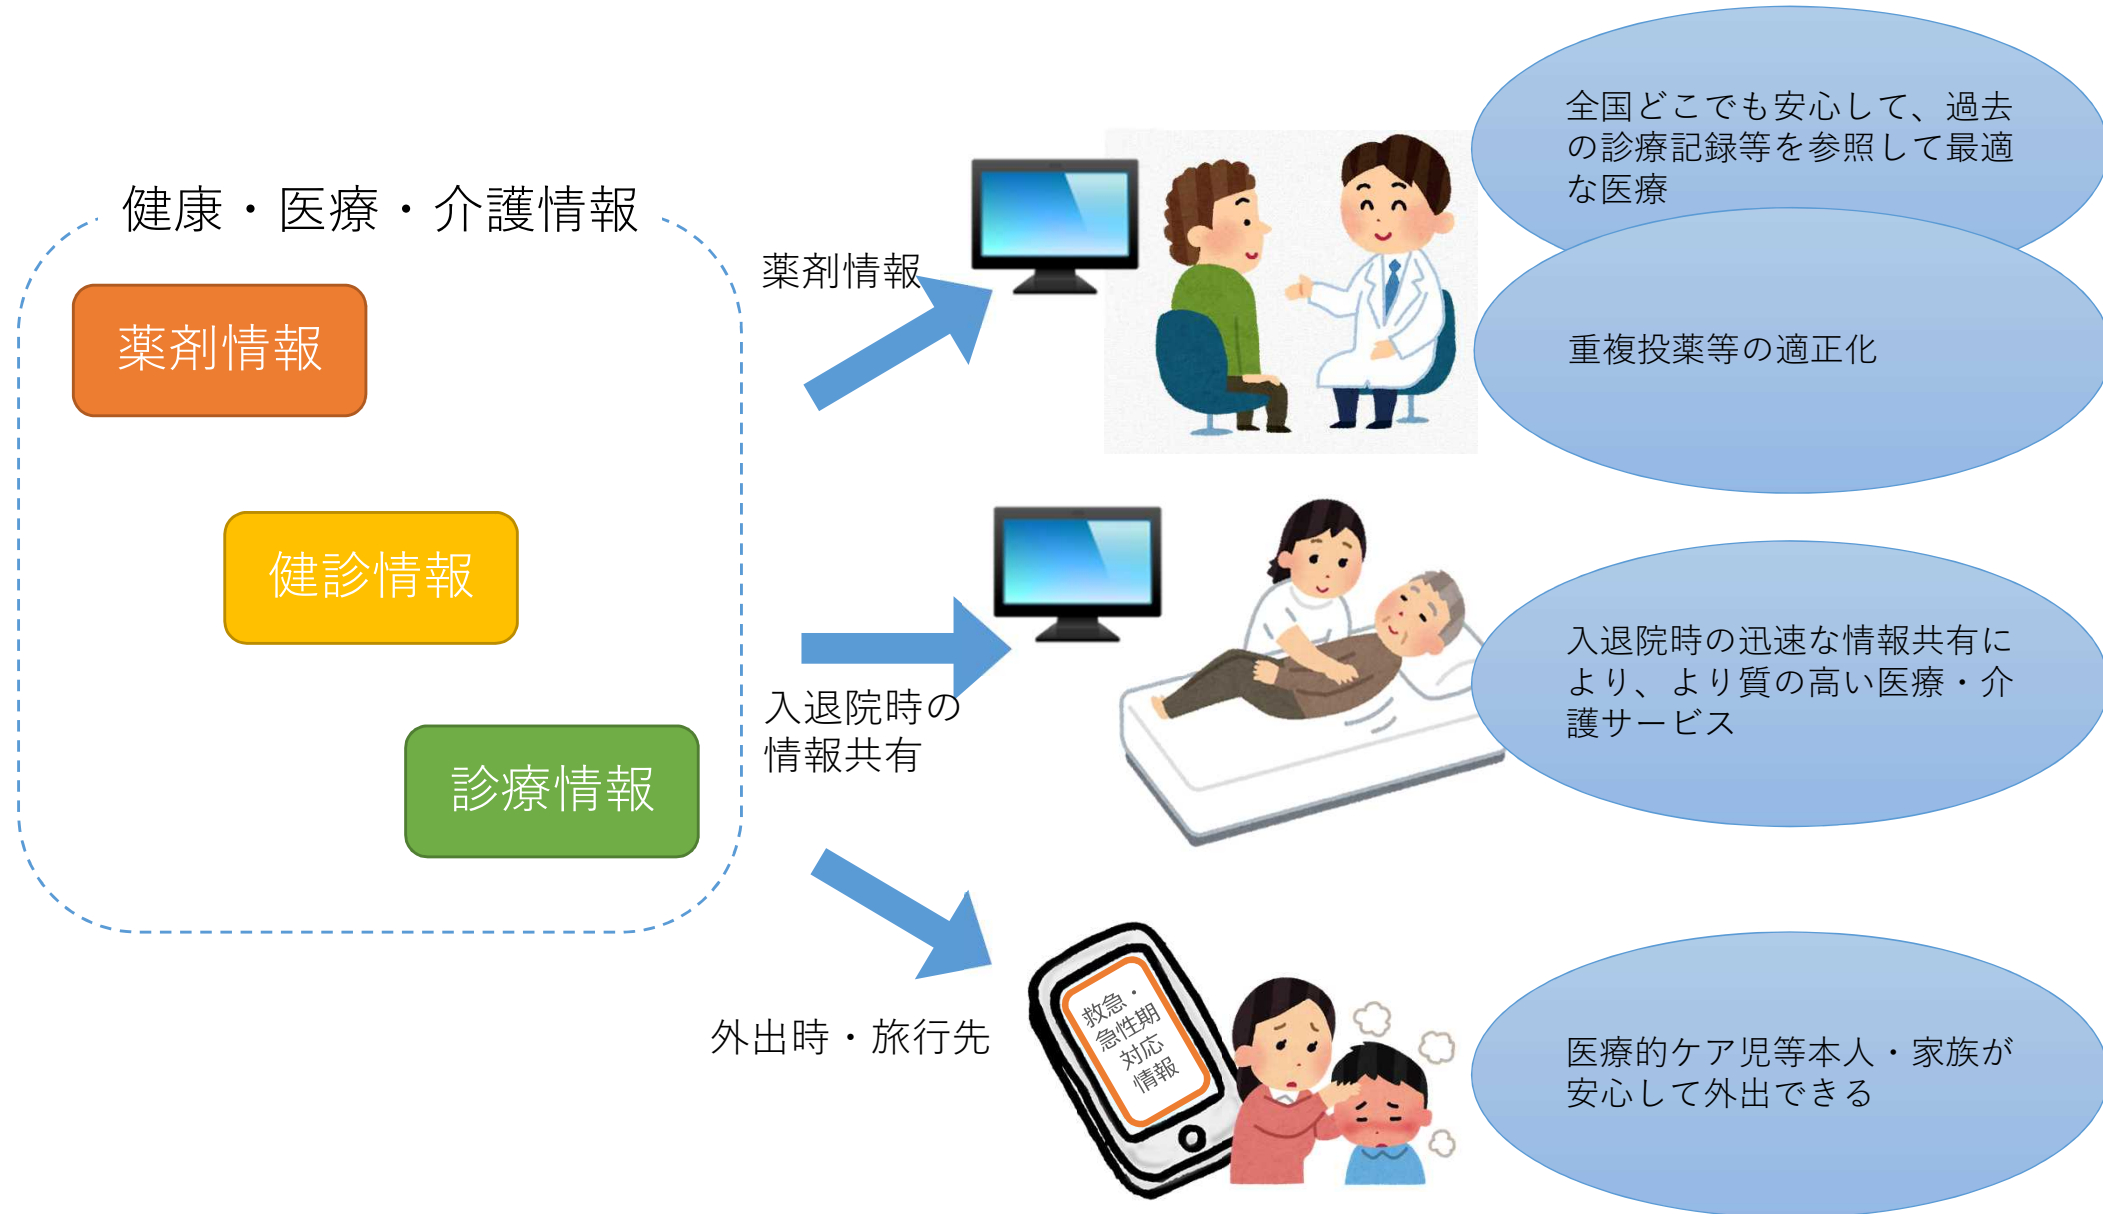 健康・医療・介護情報
薬剤情報
健診情報
診療情報
薬剤情報
入退院時の
情報共有
外出時・旅行先
救急・
急性期
対応
情報
全国どこでも安心して、過去
の診療記録等を参照して最適
な医療
重複投薬等の適正化
入退院時の迅速な情報共有に
より、より質の高い医療・介
護サービス
医療的ケア児等本人・家族が
安心して外出できる